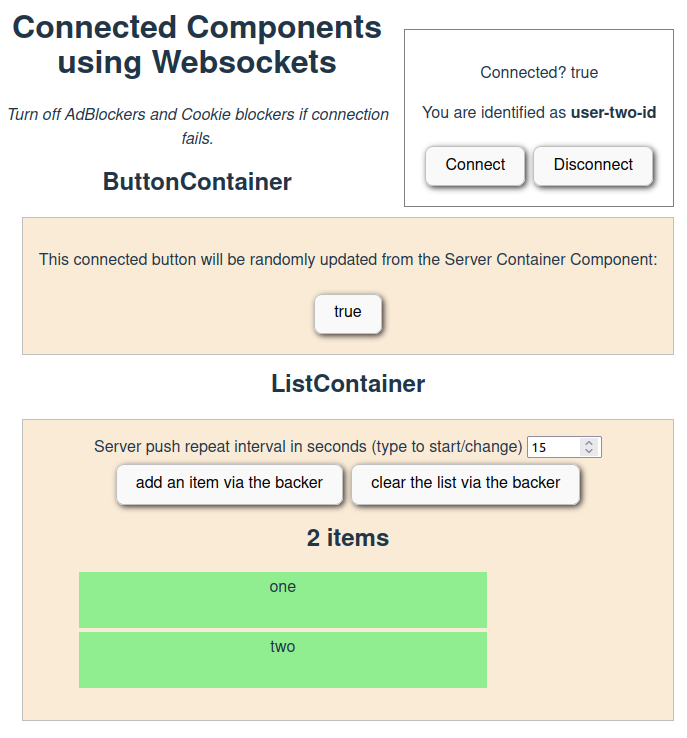 Connected Components
using Websockets
Turn off AdBlockers and Cookie blockers if connection
fails.
Connected? true
You are identified as user-two-id
Connect
Disconnect
ButtonContainer
This connected button will be randomly updated from the Server Container Component:
true
ListContainer
Server push repeat interval in seconds (type to start/change) 15
add an item via the backer
clear the list via the backer
2 items
one
two